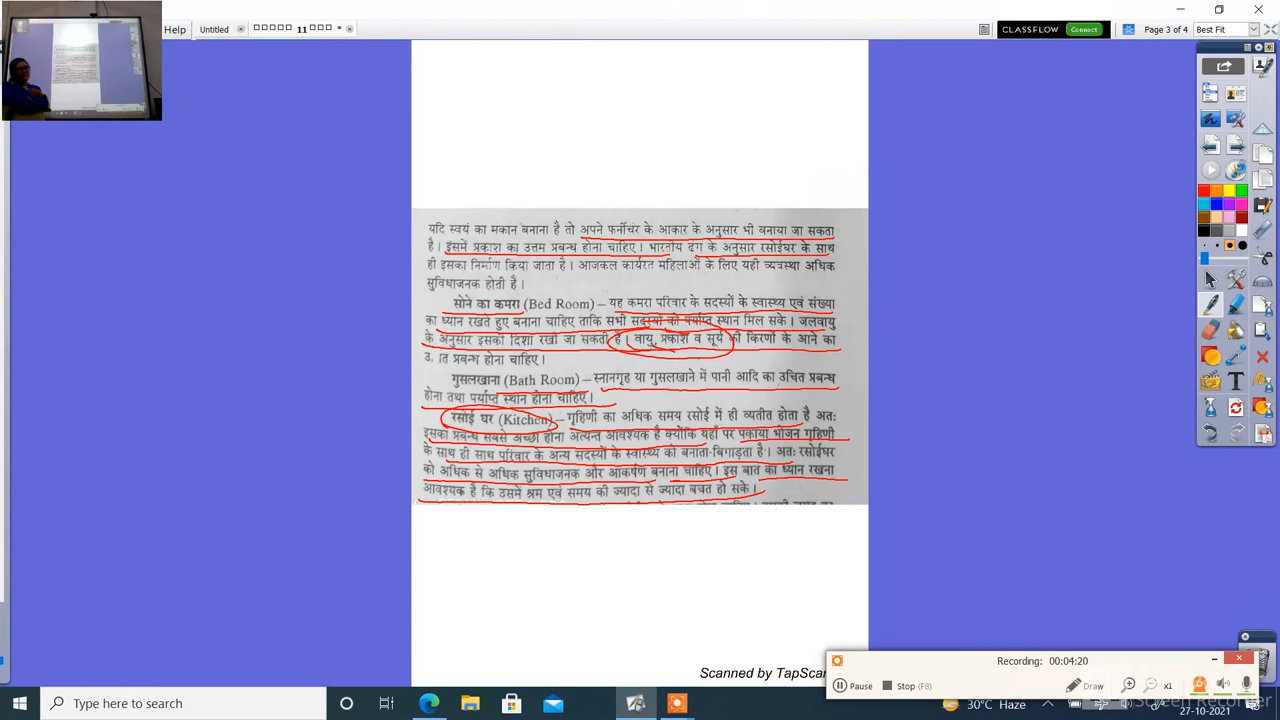 Help
Untitled
11
*
CLASSFLOW
Connect
Page 3 of 4
Best Fit
यदि स्वयं का मकान बनाना है तो अपने फर्नीचर के आकार के अनुसार भी बनाया जा सकता
है। इसमें प्रकाश का उत्तम प्रबन्ध होना चाहिए। भारतीय ढंग के अनुसार रसोईघर के साथ
ही इसका निर्माण किया जाता है। आजकल कार्यरत महिलाओं के लिए यही व्यवस्था अधिक
सुविधाजनक होती है।
सोने का कमरा (Bed Room) – यह कमरा परिवार के सदस्यों के स्वास्थ्य एवं संख्या
का ध्यान रखते हुए बनाना चाहिए ताकि सभी सदस्यों को पर्याप्त स्थान मिल सके। जलवायु
के अनुसार इसकी दिशा रखी जा सकती है। वायु, प्रकाश व सूर्य की किरणों के आने का
प्रबन्ध होना चाहिए।
गुसलखाना (Bath Room) – स्नानगृह या गुसलखाने में पानी आदि का उचित प्रबन्ध
होना तथा पर्याप्त स्थान होना चाहिए।
रसोई घर (Kitchen) – गृहिणी का अधिक समय रसोई में ही व्यतीत होता है अतः
इसका प्रबन्ध सबसे अच्छा होना अत्यन्त आवश्यक है क्योंकि यहाँ पर पकाया भोजन गृहिणी
के साथ ही साथ परिवार के अन्य सदस्यों के स्वास्थ्य को बनाता-बिगाड़ता है। अतः रसोईघर
को अधिक से अधिक सुविधाजनक और आकर्षण बनाना चाहिए। इस बात का ध्यान रखना
आवश्यक है कि उसमें श्रम एवं समय की ज्यादा से ज्यादा बचत हो सके।
Scanned by TapScan
Recording: 00:04:20
Pause
Stop (F8)
Draw
x1
Type here to search
30°C Haze
27-10-2021